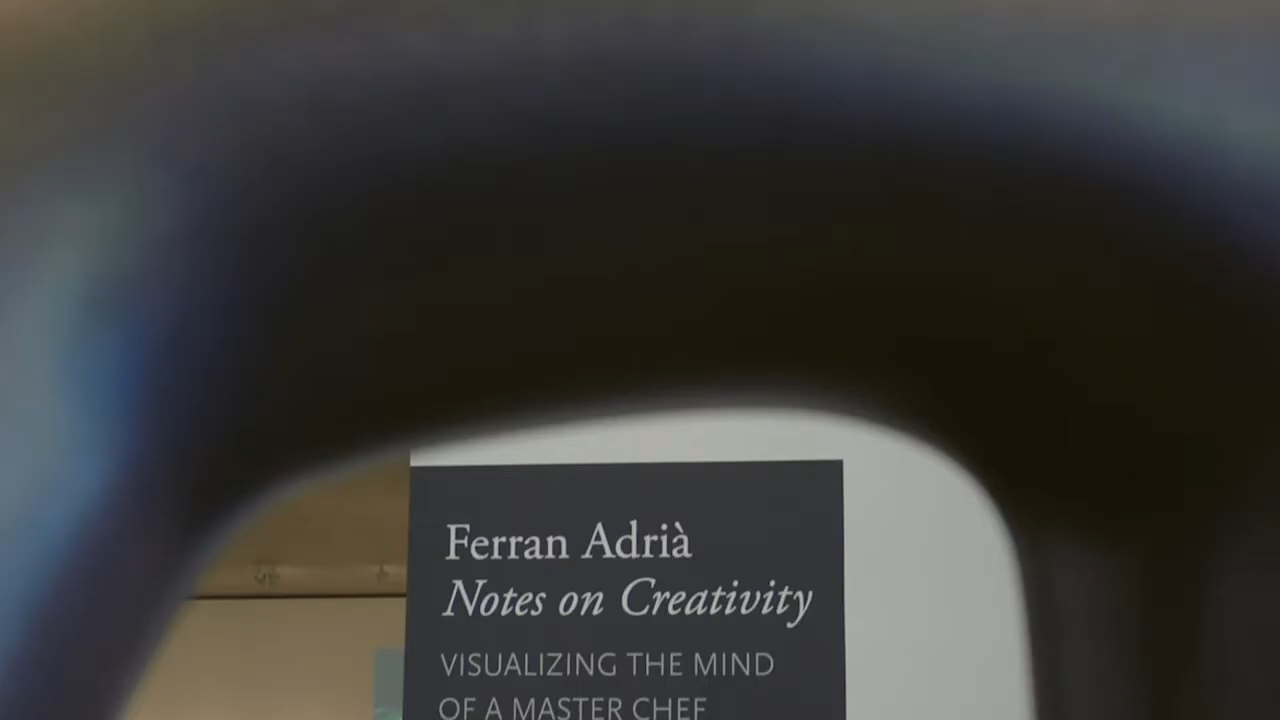 Ferran Adrià
Notes on Creativity
VISUALIZING THE MIND
OF A MASTER CHEF